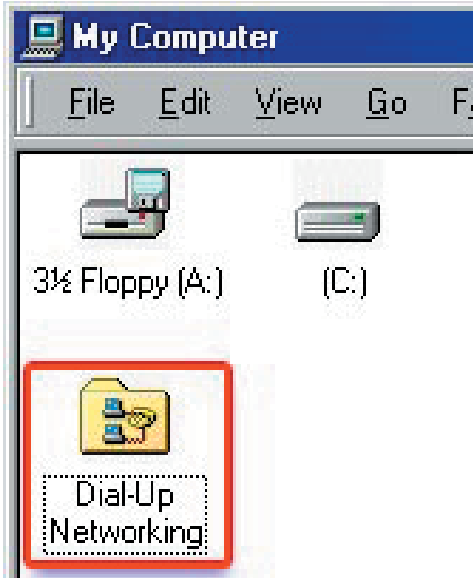 My Computer
File Edit View Go
3½ Floppy (A:) (C:)
Dial-Up
Networking